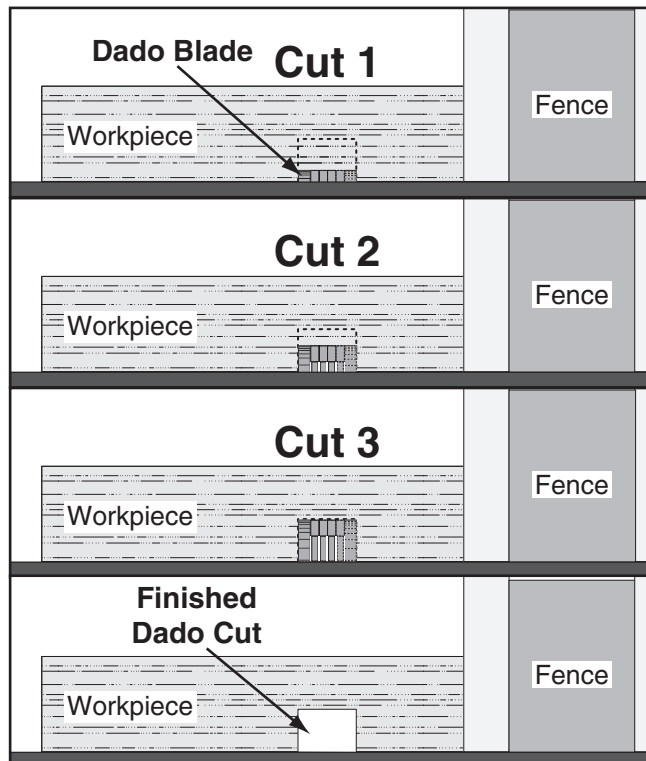 Dado Blade
Cut 1
Workpiece
Fence
Cut 2
Workpiece
Fence
Cut 3
Workpiece
Fence
Finished
Dado Cut
Workpiece
Fence